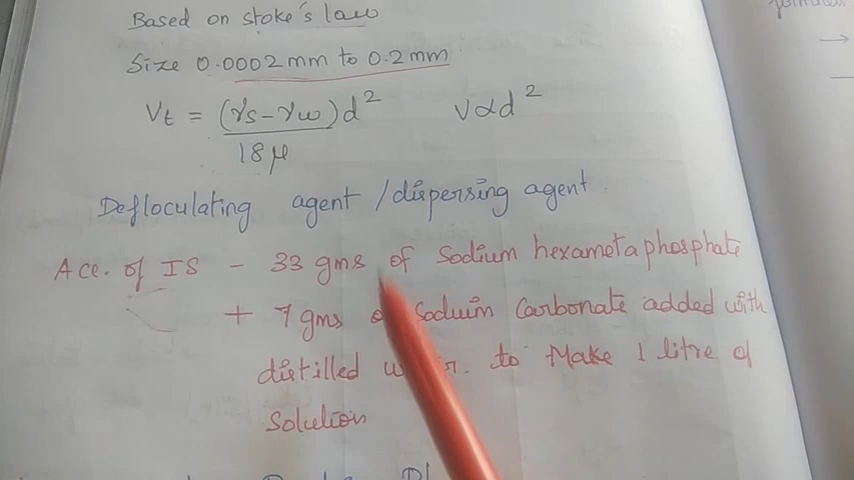 Based on stoke's law
Size 0.0002 mm to 0.2 mm
Vt = (γs-γw)d² / 18 μ    V∝d²
Defloculating agent /dispersing agent
Acc. of IS - 33 gms of Sodium hexametaphosphate
+ 7 gms Soduim Carbonate added with
distilled to Make 1 litre of
Solution